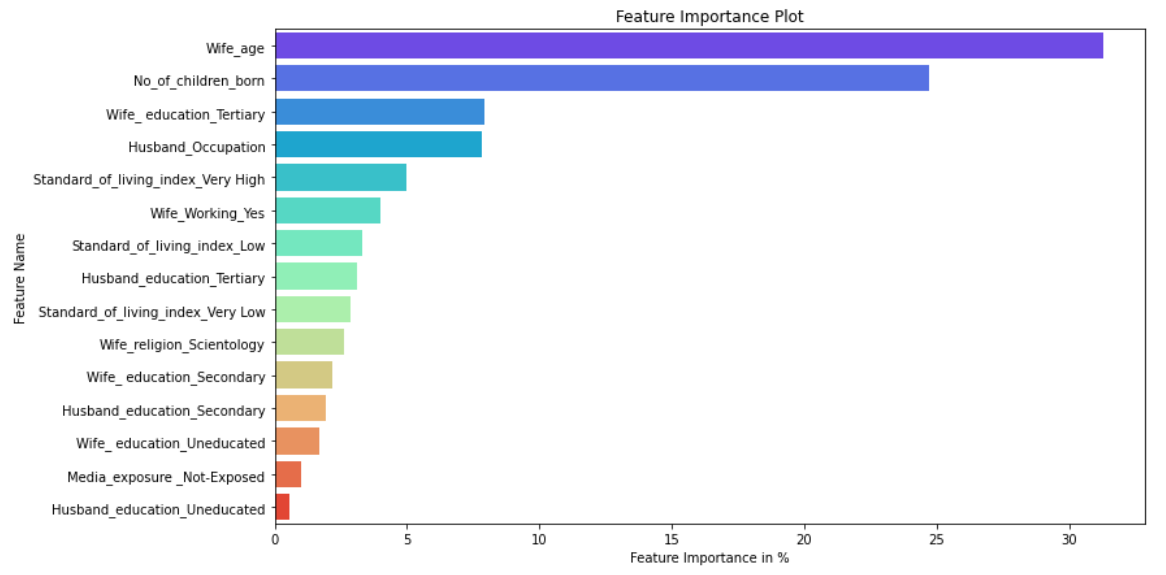 Feature Importance Plot
Wife_age
No_of_children_born
Wife_ education_Tertiary
Husband_Occupation
Standard_of_living_index_Very High
Wife_Working_Yes
Standard_of_living_index_Low
Husband_education_Tertiary
Standard_of_living_index_Very Low
Wife_religion_Scientology
Wife_ education_Secondary
Husband_education_Secondary
Wife_ education_Uneducated
Media_exposure _Not-Exposed
Husband_education_Uneducated
Feature Name
0 5 10 15 20 25 30
Feature Importance in %